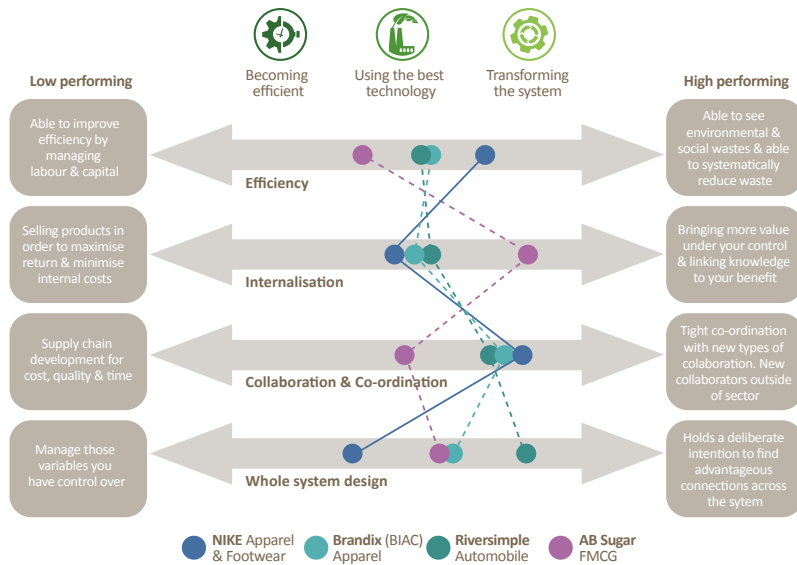 Becoming
efficient
Using the best
technology
Transforming
the system
Low performing
High performing
Able to improve
efficiency by
managing
labour & capital
Efficiency
Able to see
environmental &
social wastes & able
to systematically
reduce waste
Selling products in
order to maximise
return & minimise
internal costs
Internalisation
Bringing more value
under your control
& linking knowledge
to your benefit
Supply chain
development for
cost, quality & time
Collaboration & Co-ordination
Tight co-ordination
with new types of
colaboration. New
collaborators outside
of sector
Manage those
variables you
have control over
Whole system design
Holds a deliberate
intention to find
advantageous
connections across
the sytem
NIKE Apparel
& Footwear
Brandix (BIAC)
Apparel
Riversimple
Automobile
AB Sugar
FMCG